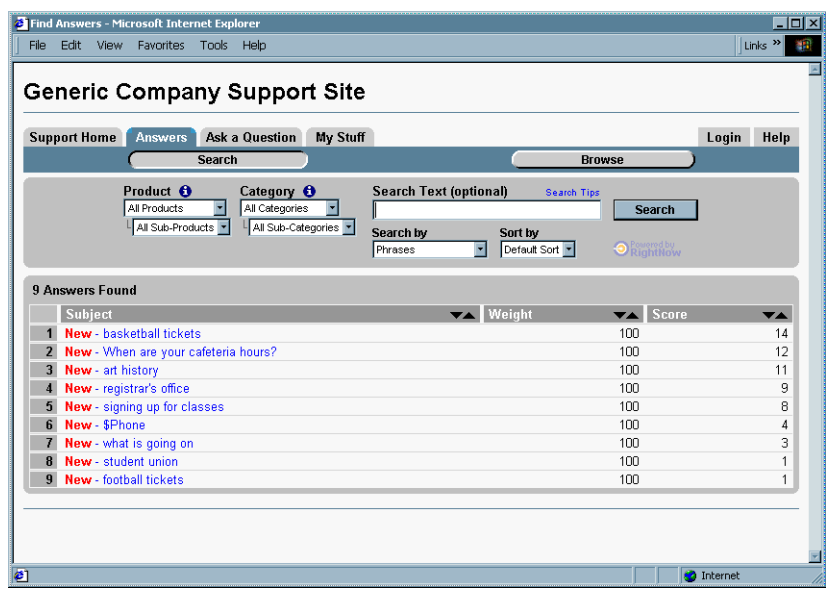 Find Answers - Microsoft Internet Explorer
File Edit View Favorites Tools Help Links »
Generic Company Support Site
Support Home Answers Ask a Question My Stuff Login Help
Search Browse
Product Category Search Text (optional) Search Tips
All Products All Categories Search
All Sub-Products All Sub-Categories
Search by Sort by
Phrases Default Sort Powered by
RightNow
9 Answers Found
Subject Weight Score
1 New - basketball tickets 100 14
2 New - When are your cafeteria hours? 100 12
3 New - art history 100 11
4 New - registrar's office 100 9
5 New - signing up for classes 100 8
6 New - $Phone 100 4
7 New - what is going on 100 3
8 New - student union 100 1
9 New - football tickets 100 1
Internet